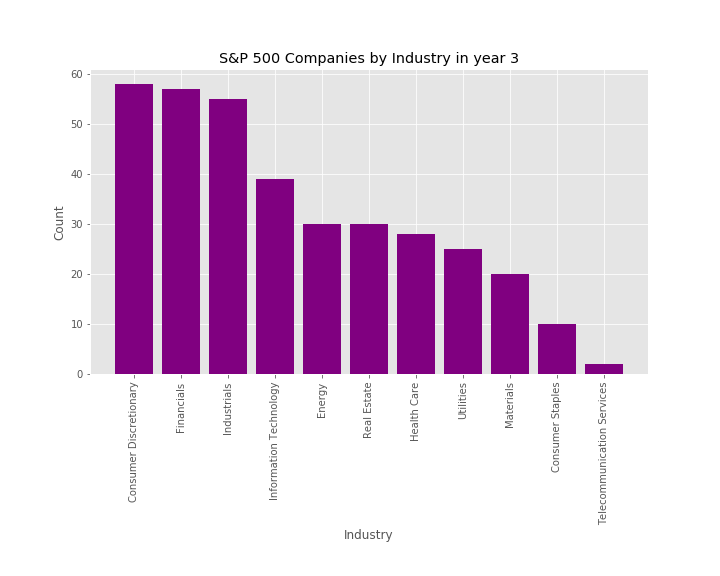 S&P 500 Companies by Industry in year 3
Count
60
50
40
30
20
10
0
Consumer Discretionary
Financials
Industrials
Information Technology
Energy
Real Estate
Health Care
Utilities
Materials
Consumer Staples
Telecommunication Services
Industry